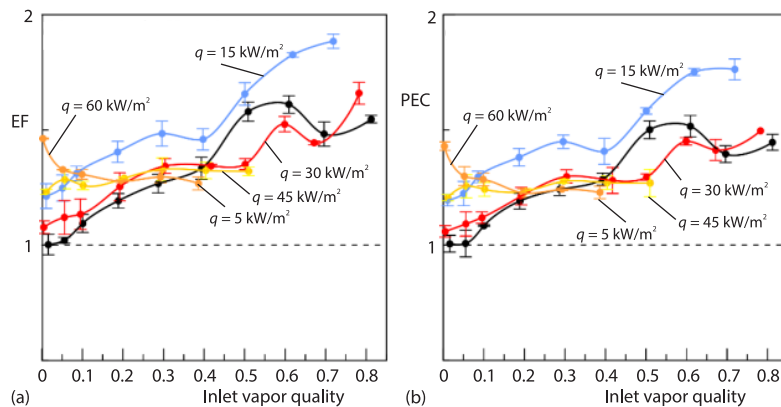 2
EF
1
q = 15 kW/m²
q = 60 kW/m²
q = 30 kW/m²
q = 45 kW/m²
q = 5 kW/m²
0 0.1 0.2 0.3 0.4 0.5 0.6 0.7 0.8
(a) Inlet vapor quality
2
PEC
1
q = 15 kW/m²
q = 60 kW/m²
q = 30 kW/m²
q = 45 kW/m²
q = 5 kW/m²
0 0.1 0.2 0.3 0.4 0.5 0.6 0.7 0.8
(b) Inlet vapor quality